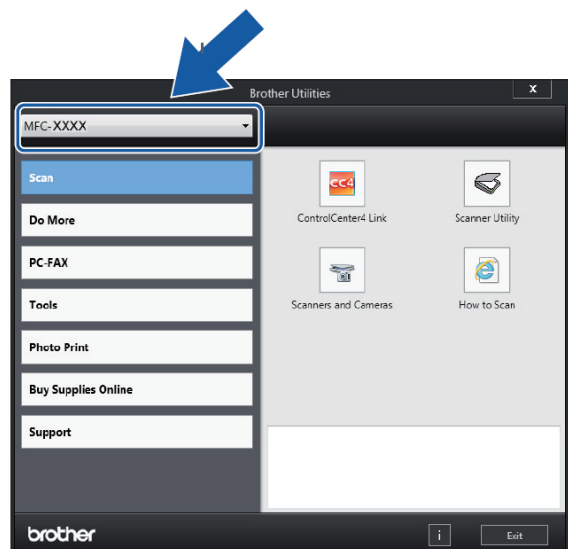 Brother Utilities
X
MFC-XXXX
Scan
Do More
PC-FAX
Tools
Photo Print
Buy Supplies Online
Support
CC4
ControlCenter4 Link
Scanner Utility
Scanners and Cameras
How to Scan
brother
i
Exit